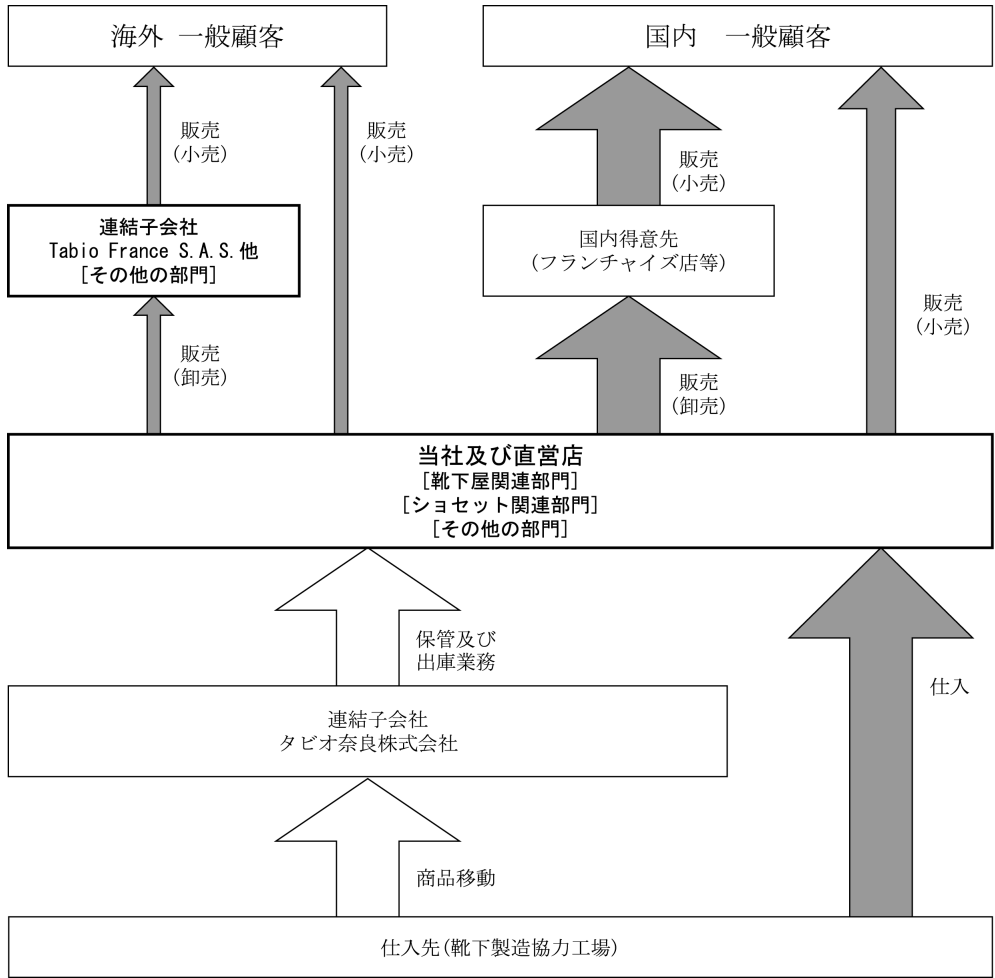 海外 一般顧客
国内 一般顧客
販売
(小売)
販売
(小売)
販売
(小売)
連結子会社
Tabio France S.A.S.他
[その他の部門]
国内得意先
(フランチャイズ店等)
販売
(小売)
販売
(卸売)
販売
(卸売)
当社及び直営店
[靴下屋関連部門]
[ショセット関連部門]
[その他の部門]
保管及び
出庫業務
仕入
連結子会社
タビオ奈良株式会社
商品移動
仕入先(靴下製造協力工場)